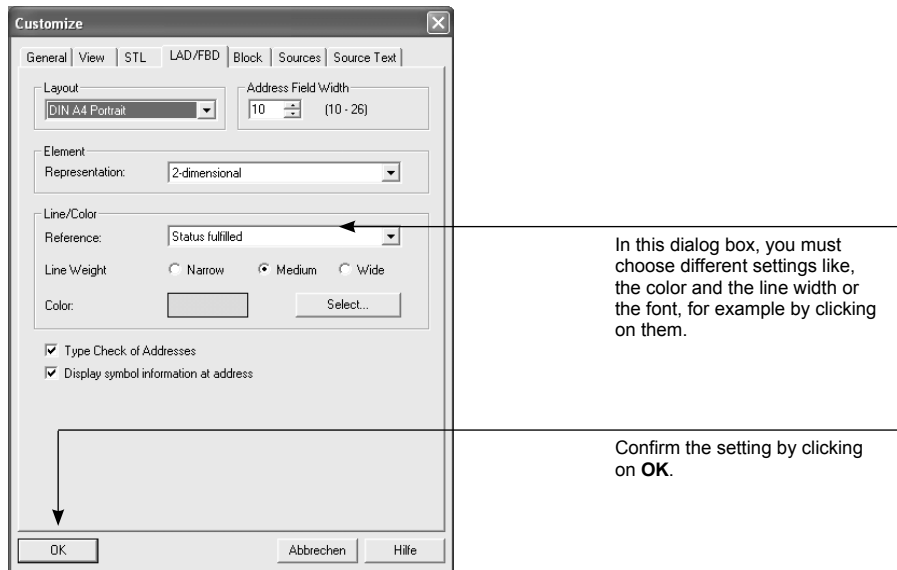 Customize
General View STL LAD/FBD Block Sources Source Text
Layout
DIN A4 Portrait
Address Field Width
10 (10 - 26)
Element
Representation: 2-dimensional
Line/Color
Reference: Status fulfilled
Line Weight Narrow Medium Wide
Color: Select...
Type Check of Addresses
Display symbol information at address
OK Abbrechen Hilfe
In this dialog box, you must
choose different settings like,
the color and the line width or
the font, for example by clicking
on them.
Confirm the setting by clicking
on OK.